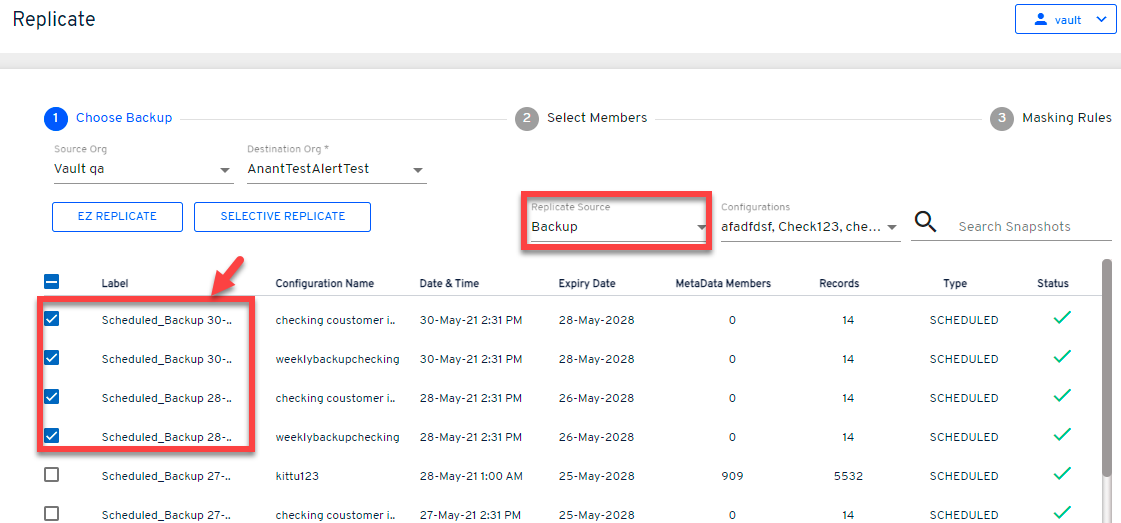 Replicate
vault
1 Choose Backup
2 Select Members
3 Masking Rules
Source Org
Destination Org *
Vault qa
AnantTestAlertTest
EZ REPLICATE
SELECTIVE REPLICATE
Replicate Source
Configurations
Backup
afadfdsf, Check123, che...
Search Snapshots
Label Configuration Name Date & Time Expiry Date MetaData Members Records Type Status
Scheduled_Backup 30-.. checking coustomer i.. 30-May-21 2:31 PM 28-May-2028 0 14 SCHEDULED
Scheduled_Backup 30-.. weeklybackupchecking 30-May-21 2:31 PM 28-May-2028 0 14 SCHEDULED
Scheduled_Backup 28-.. checking coustomer i.. 28-May-21 2:31 PM 26-May-2028 0 14 SCHEDULED
Scheduled_Backup 28-.. weeklybackupchecking 28-May-21 2:31 PM 26-May-2028 0 14 SCHEDULED
Scheduled_Backup 27-.. kittu123 28-May-21 1:00 AM 25-May-2028 909 5532 SCHEDULED
Scheduled_Backup 27-.. checking coustomer i.. 27-May-21 2:31 PM 25-May-2028 0 14 SCHEDULED